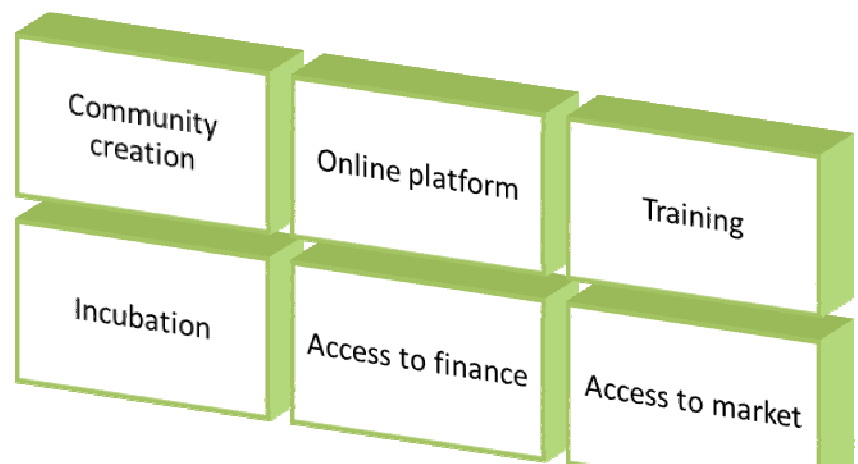 Community
creation
Online platform
Training
Incubation
Access to finance
Access to market